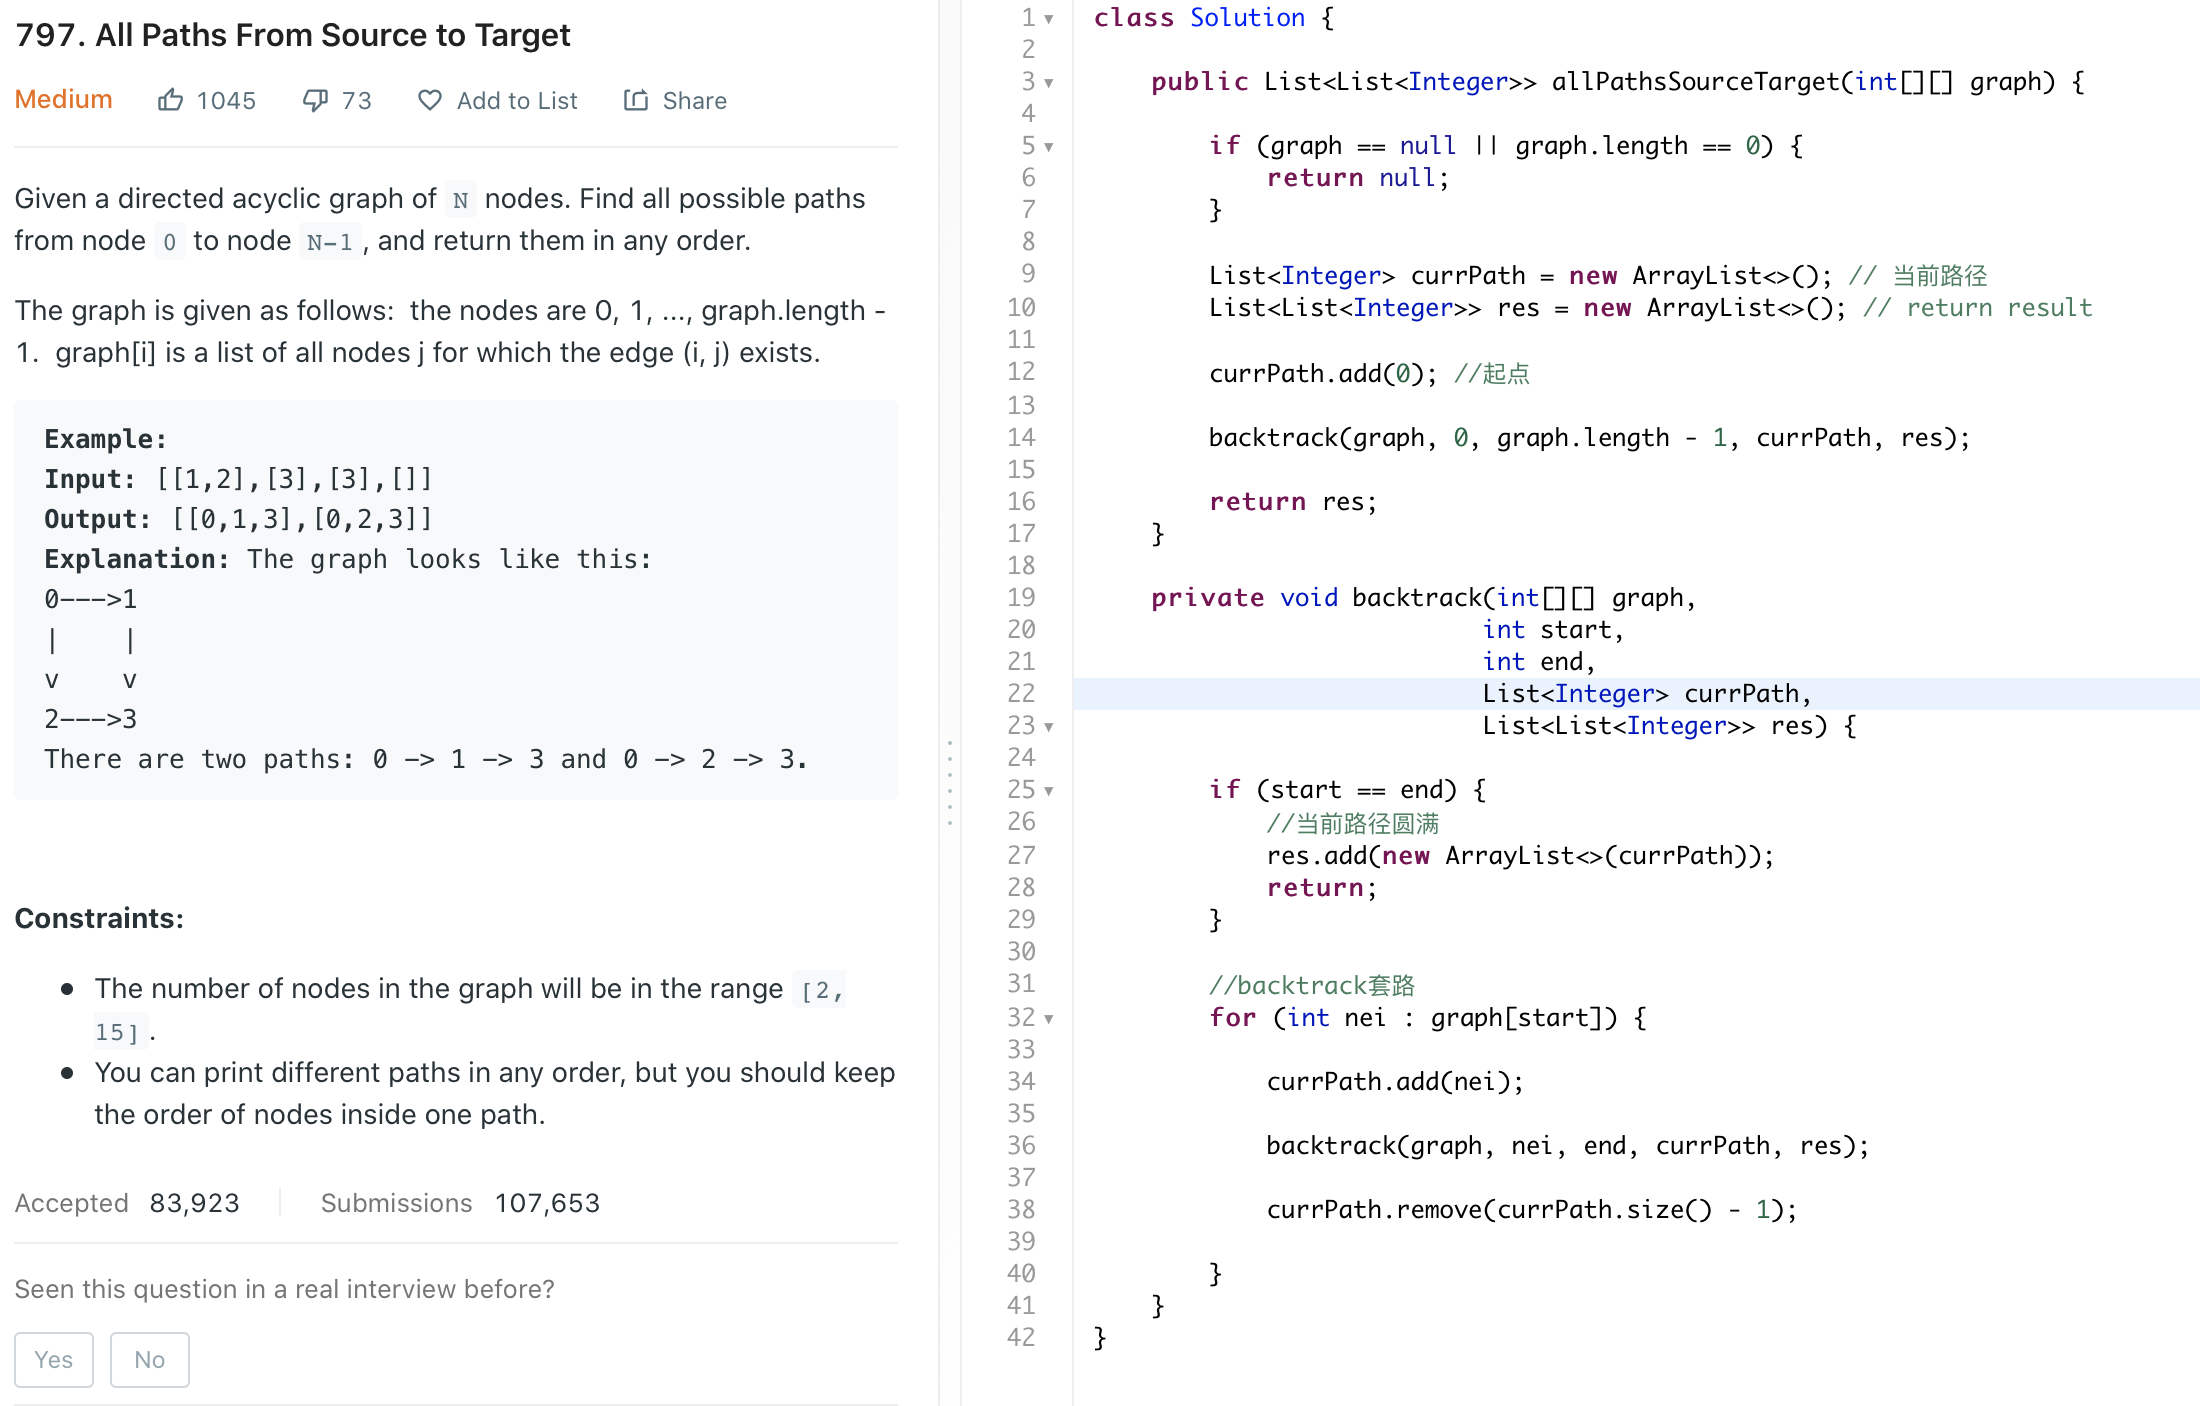 797. All Paths From Source to Target
Medium 1045 73 Add to List Share
Given a directed acyclic graph of N nodes. Find all possible paths
from node 0 to node N-1 , and return them in any order.
The graph is given as follows:  the nodes are 0, 1, ..., graph.length -
1.  graph[i] is a list of all nodes j for which the edge (i, j) exists.
Example:
Input: [[1,2],[3],[3],[]]
Output: [[0,1,3],[0,2,3]]
Explanation: The graph looks like this:
0--->1
|    |
v    v
2--->3
There are two paths: 0 -> 1 -> 3 and 0 -> 2 -> 3.
Constraints:
• The number of nodes in the graph will be in the range [2,
15] .
• You can print different paths in any order, but you should keep
the order of nodes inside one path.
Accepted 83,923 Submissions 107,653
Seen this question in a real interview before?
Yes No
1 class Solution {
2
3     public List<List<Integer>> allPathsSourceTarget(int[][] graph) {
4
5         if (graph == null || graph.length == 0) {
6             return null;
7         }
8
9         List<Integer> currPath = new ArrayList<>(); // 当前路径
10         List<List<Integer>> res = new ArrayList<>(); // return result
11
12         currPath.add(0); //起点
13
14         backtrack(graph, 0, graph.length - 1, currPath, res);
15
16         return res;
17     }
18
19     private void backtrack(int[][] graph,
20                            int start,
21                            int end,
22                            List<Integer> currPath,
23                            List<List<Integer>> res) {
24
25         if (start == end) {
26             //当前路径圆满
27             res.add(new ArrayList<>(currPath));
28             return;
29         }
30
31         //backtrack套路
32         for (int nei : graph[start]) {
33
34             currPath.add(nei);
35
36             backtrack(graph, nei, end, currPath, res);
37
38             currPath.remove(currPath.size() - 1);
39
40         }
41     }
42 }